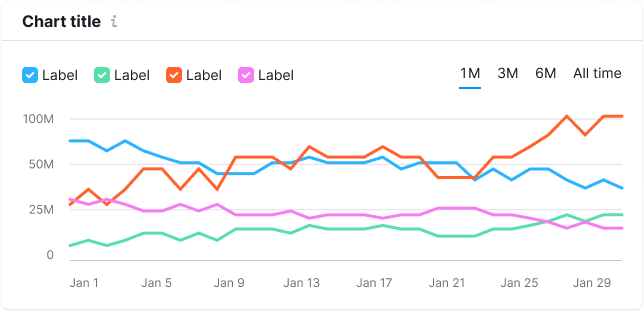 Chart title i
Label Label Label Label 1M 3M 6M All time
100M
50M
25M
0
Jan 1 Jan 5 Jan 9 Jan 13 Jan 17 Jan 21 Jan 25 Jan 29